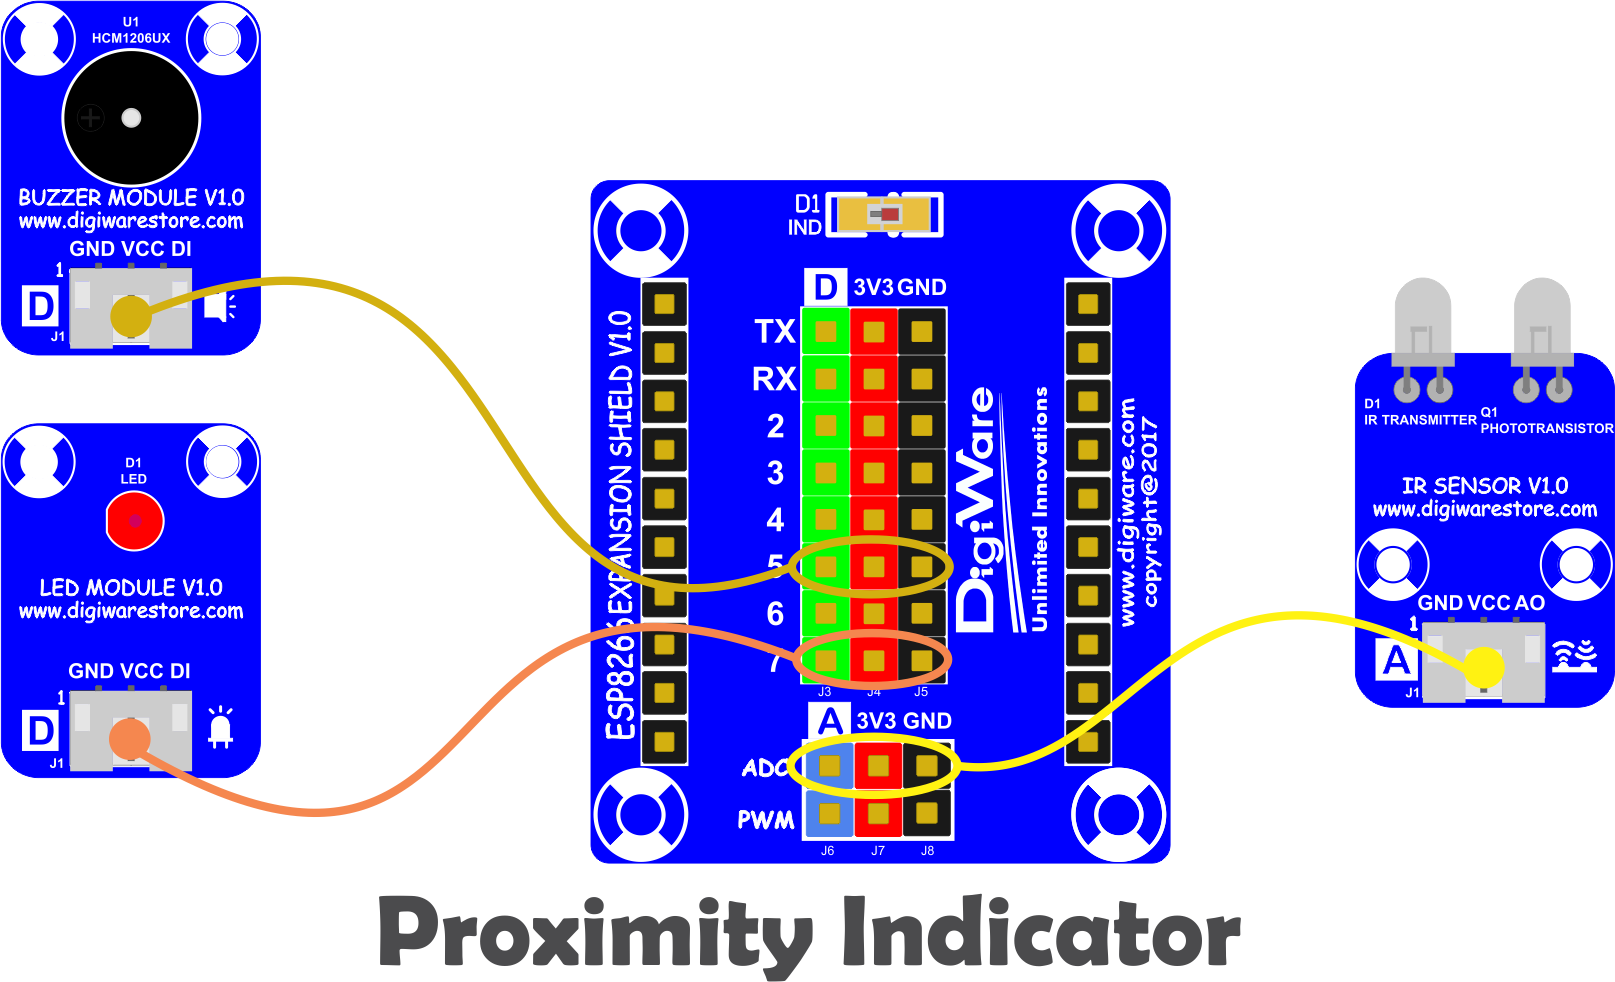 U1
HCM1206UX
BUZZER MODULE V1.0
www.digiwarestore.com
GND VCC DI
1
D
J1
D1
LED
LED MODULE V1.0
www.digiwarestore.com
GND VCC DI
1
D
J1
D1
IND
D 3V3 GND
TX
RX
2
3
4
5
6
7
J3 J4 J5
A 3V3 GND
ADC
PWM
J6 J7 J8
ESP8266 EXPANSION SHIELD V1.0
DigiWare
Unlimited Innovations
www.digiware.com
copyright@2017
D1
IR TRANSMITTER
Q1
PHOTOTRANSISTOR
IR SENSOR V1.0
www.digiwarestore.com
GND VCC AO
1
A
J1
Proximity Indicator